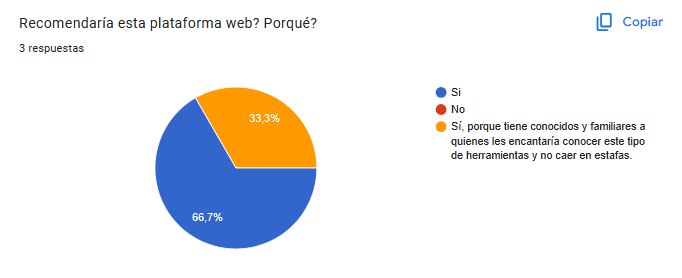 Recomendaría esta plataforma web? Porqué?
Copiar
3 respuestas
33,3%
66,7%
Si
No
Sí, porque tiene conocidos y familiares a
quienes les encantaría conocer este tipo
de herramientas y no caer en estafas.